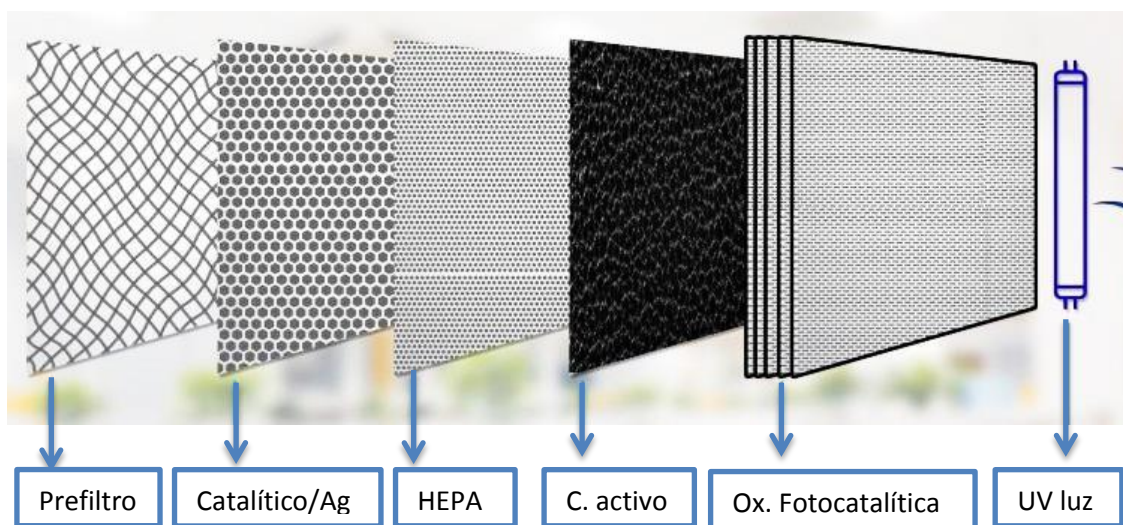 Prefiltro
Catalítico/Ag
HEPA
C. activo
Ox. Fotocatalítica
UV luz